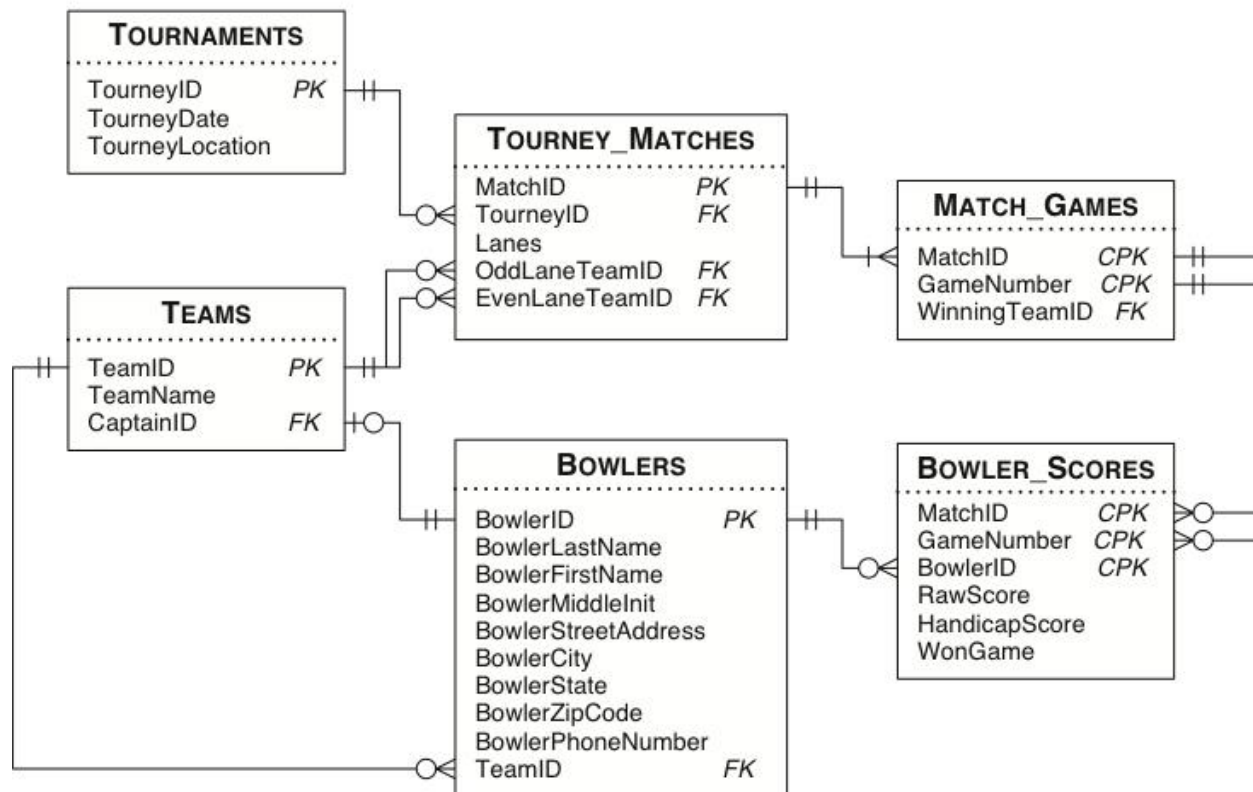 TOURNAMENTS
TourneyID PK
TourneyDate
TourneyLocation
TOURNEY_MATCHES
MatchID PK
TourneyID FK
Lanes
OddLaneTeamID FK
EvenLaneTeamID FK
MATCH_GAMES
MatchID CPK
GameNumber CPK
WinningTeamID FK
TEAMS
TeamID PK
TeamName
CaptainID FK
BOWLERS
BowlerID PK
BowlerLastName
BowlerFirstName
BowlerMiddleInit
BowlerStreetAddress
BowlerCity
BowlerState
BowlerZipCode
BowlerPhoneNumber
TeamID FK
BOWLER_SCORES
MatchID CPK
GameNumber CPK
BowlerID CPK
RawScore
HandicapScore
WonGame